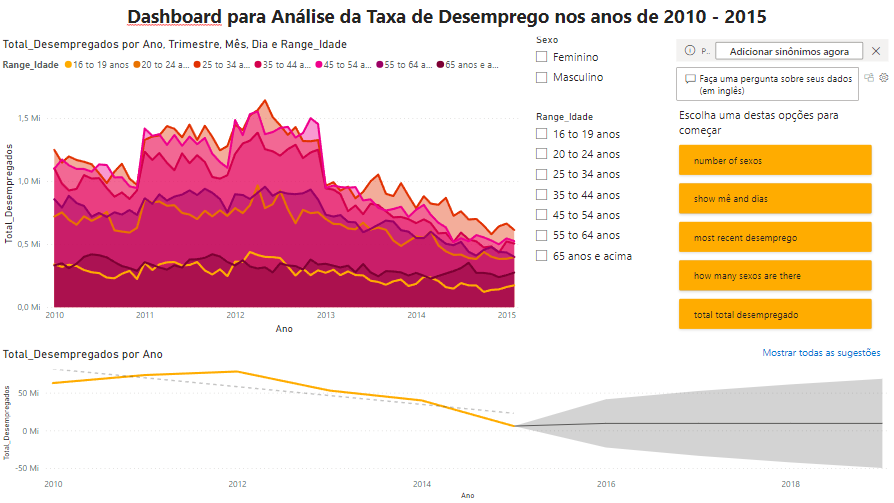 Dashboard para Análise da Taxa de Desemprego nos anos de 2010 - 2015
Total_Desempregados por Ano, Trimestre, Mês, Dia e Range_Idade
Range_Idade 16 to 19 anos 20 to 24 a... 25 to 34 a... 35 to 44 a... 45 to 54 a... 55 to 64 a... 65 anos e a...
Total_Desempregados
1,5 Mi
1,0 Mi
0,5 Mi
0,0 Mi
2010 2011 2012 2013 2014 2015
Ano
Sexo
Feminino
Masculino
Range_Idade
16 to 19 anos
20 to 24 anos
25 to 34 anos
35 to 44 anos
45 to 54 anos
55 to 64 anos
65 anos e acima
P.. Adicionar sinônimos agora
Faça uma pergunta sobre seus dados
(em inglês)
Escolha uma destas opções para
começar
number of sexos
show mê and dias
most recent desemprego
how many sexos are there
total total desempregado
Mostrar todas as sugestões
Total_Desempregados por Ano
Total_Desempregados
50 Mi
0 Mi
-50 Mi
2010 2012 2014 2016 2018
Ano